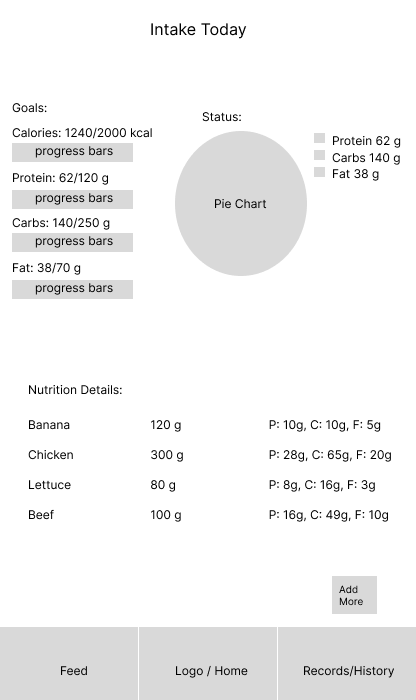 Intake Today
Goals:
Calories: 1240/2000 kcal
progress bars
Protein: 62/120 g
progress bars
Carbs: 140/250 g
progress bars
Fat: 38/70 g
progress bars
Status:
Pie Chart
Protein 62 g
Carbs 140 g
Fat 38 g
Nutrition Details:
Banana 120 g P: 10g, C: 10g, F: 5g
Chicken 300 g P: 28g, C: 65g, F: 20g
Lettuce 80 g P: 8g, C: 16g, F: 3g
Beef 100 g P: 16g, C: 49g, F: 10g
Add
More
Feed Logo / Home Records/History